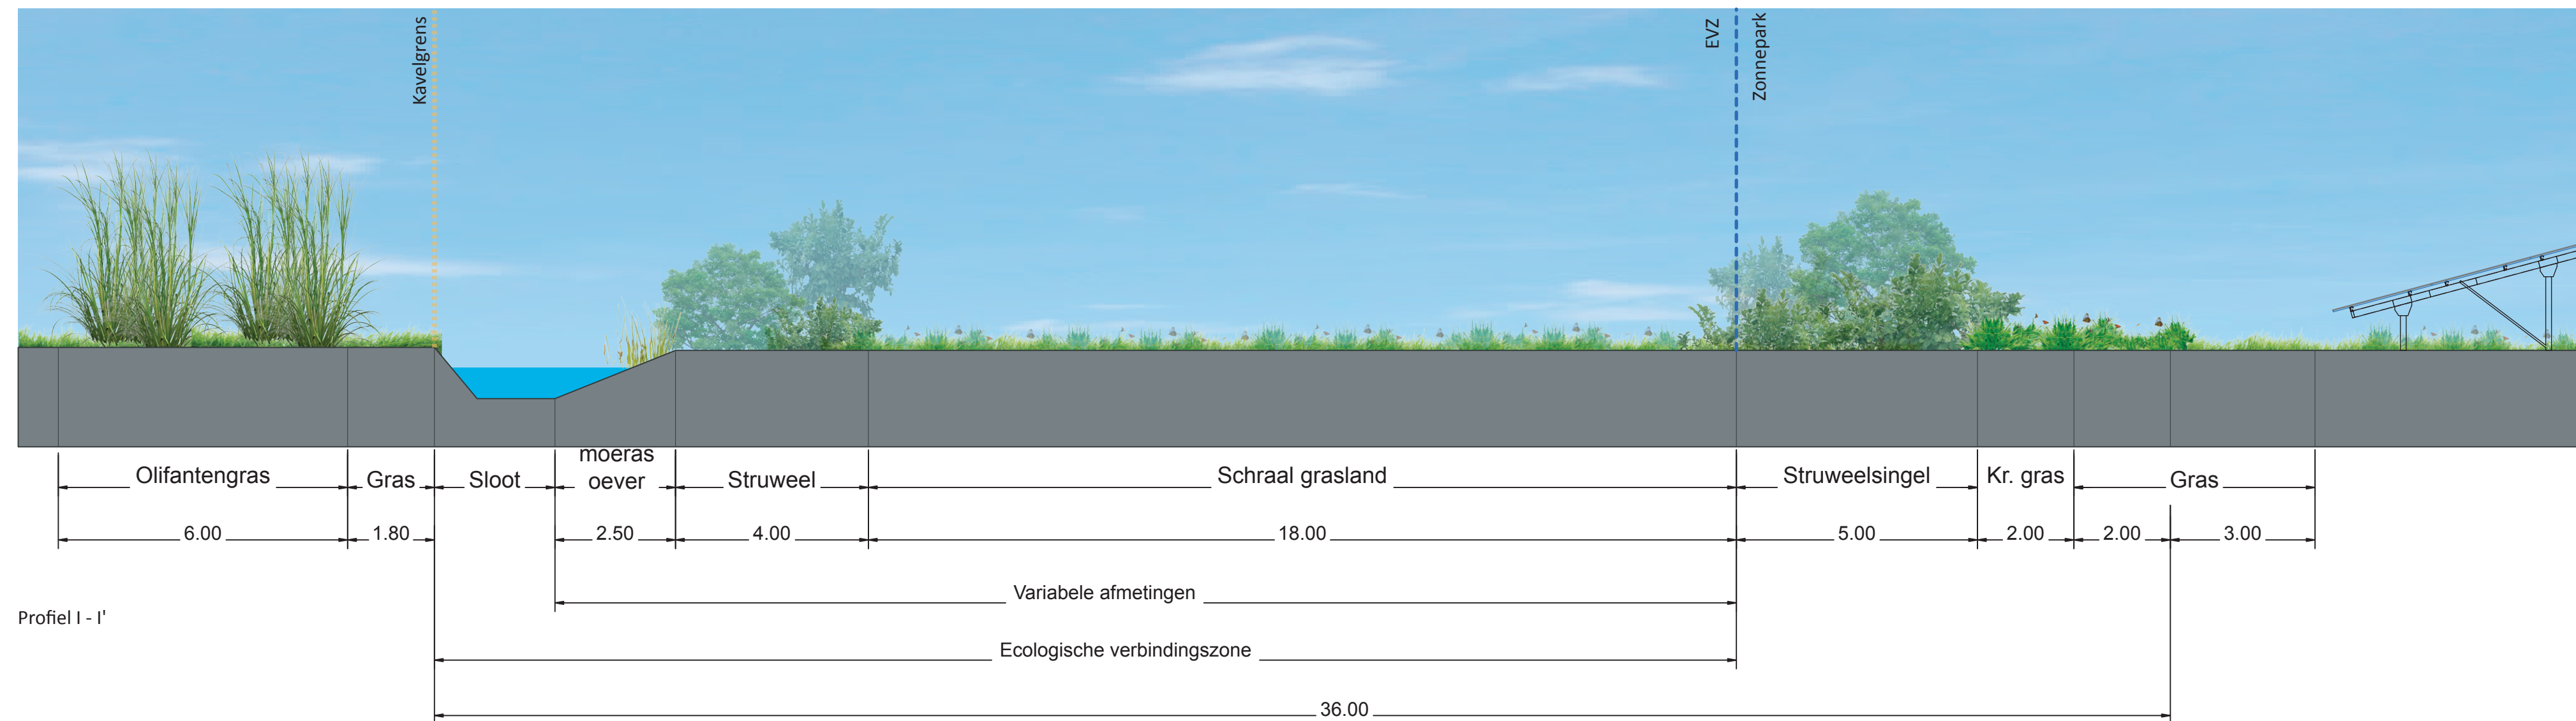 Kavelgrens
EVZ
Zonnepark
Olifantengras
Gras
Sloot
moeras
oever
Struweel
Schraal grasland
Struweelsingel
Kr. gras
Gras
6.00
1.80
2.50
4.00
18.00
5.00
2.00
2.00
3.00
Variabele afmetingen
Profiel I - I'
Ecologische verbindingszone
36.00